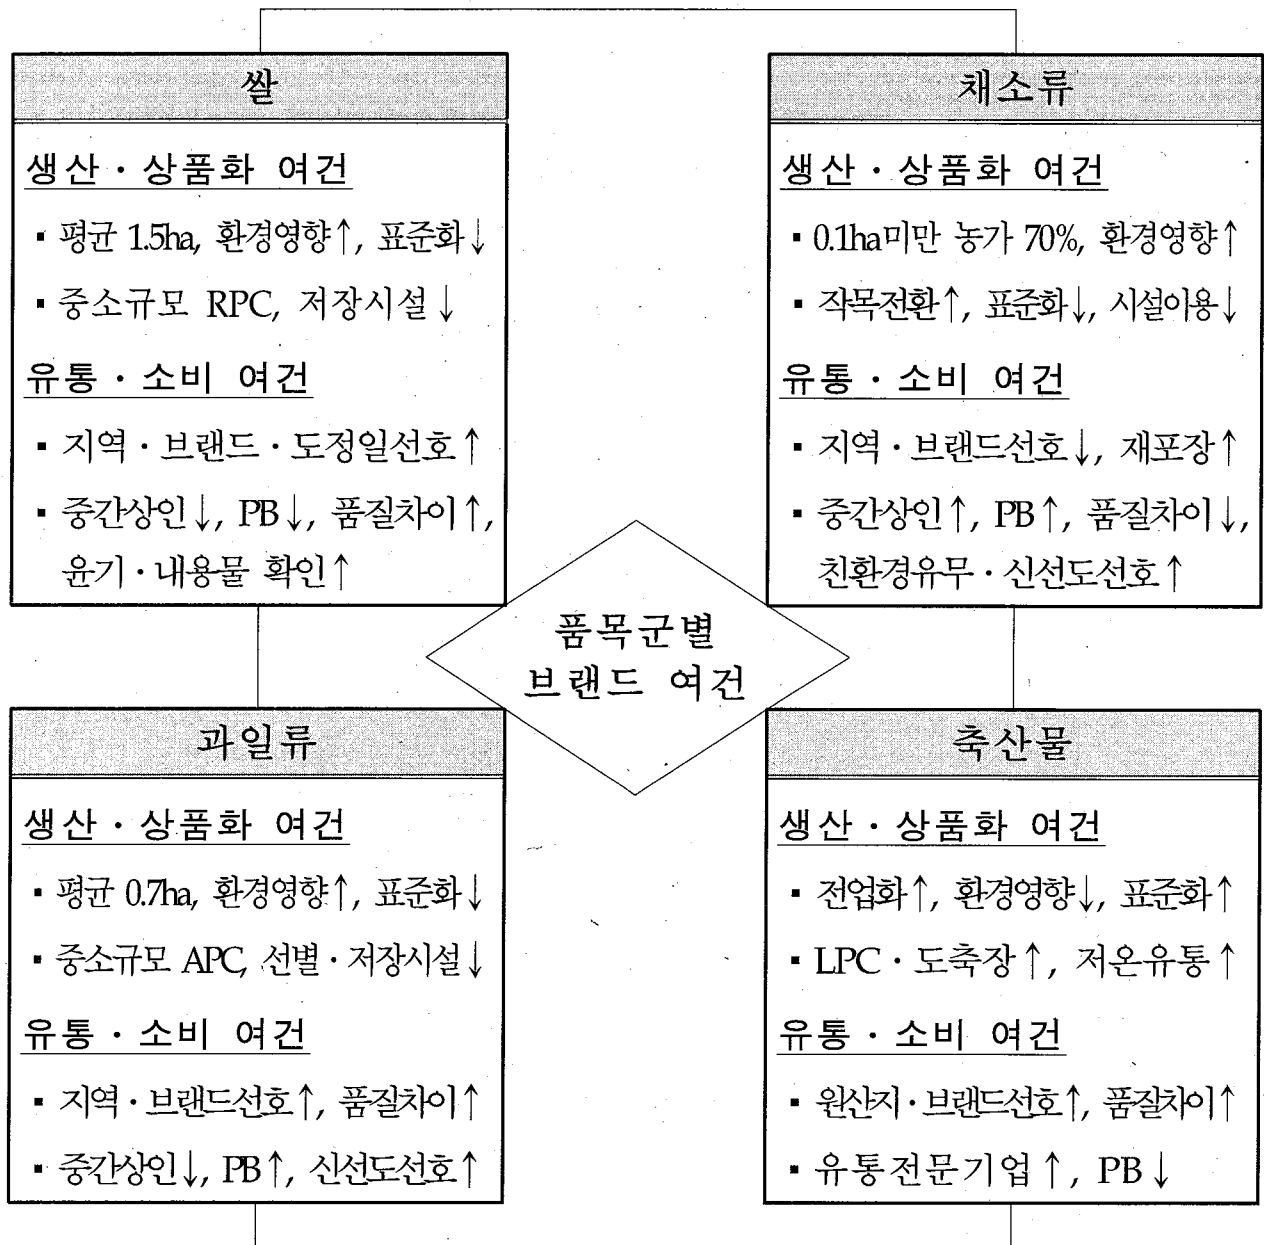 쌀
생산·상품화 여건
▪ 평균 1.5ha, 환경영향↑, 표준화↓
▪ 중소규모 RPC, 저장시설↓
유통·소비 여건
▪ 지역·브랜드·도정일선호↑
▪ 중간상인↓, PB↓, 품질차이↑,
윤기·내용물 확인↑
채소류
생산·상품화 여건
▪ 0.1ha미만 농가 70%, 환경영향↑
▪ 작목전환↑, 표준화↓, 시설이용↓
유통·소비 여건
▪ 지역·브랜드선호↓, 재포장↑
▪ 중간상인↑, PB↑, 품질차이↓,
친환경유무·신선도선호↑
품목군별
브랜드 여건
과일류
생산·상품화 여건
▪ 평균 0.7ha, 환경영향↑, 표준화↓
▪ 중소규모 APC, 선별·저장시설↓
유통·소비 여건
▪ 지역·브랜드선호↑, 품질차이↑
▪ 중간상인↓, PB↑, 신선도선호↑
축산물
생산·상품화 여건
▪ 전업화↑, 환경영향↓, 표준화↑
▪ LPC·도축장↑, 저온유통↑
유통·소비 여건
▪ 원산지·브랜드선호↑, 품질차이↑
▪ 유통전문기업↑, PB↓